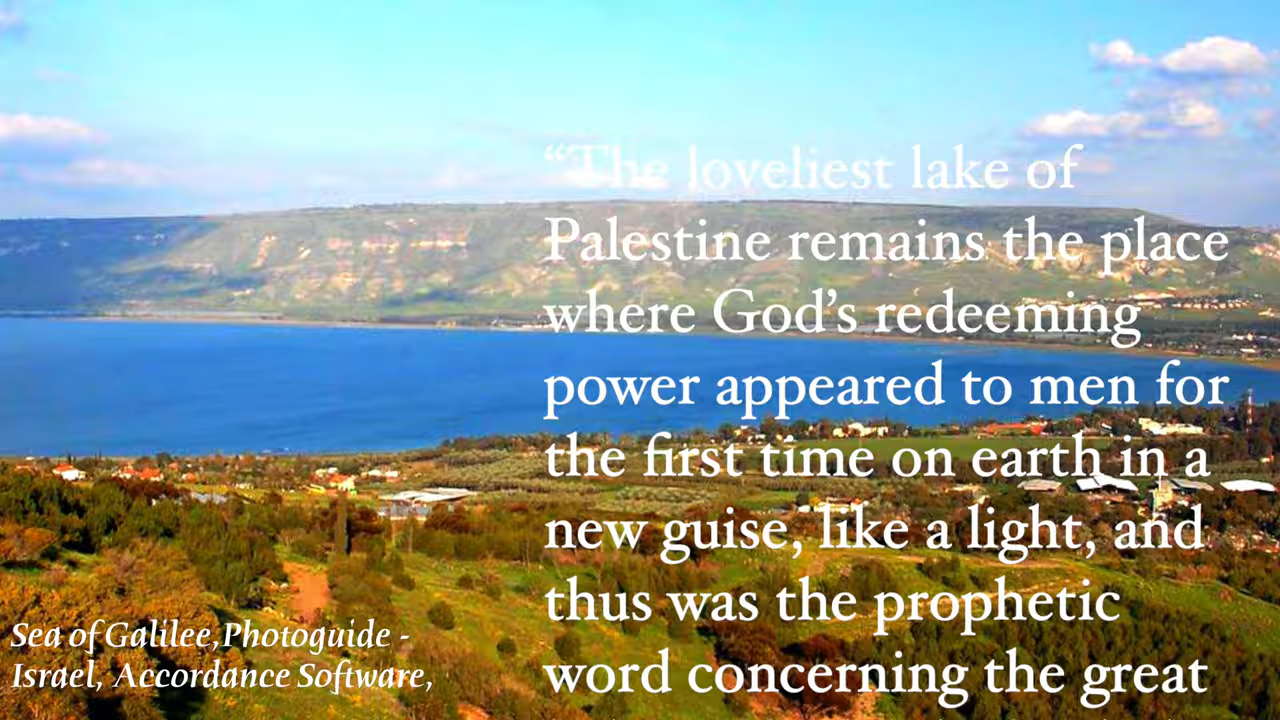 “The loveliest lake of
Palestine remains the place
where God’s redeeming
power appeared to men for
the first time on earth in a
new guise, like a light, and
thus was the prophetic
word concerning the great
Sea of Galilee,Photoguide -
Israel, Accordance Software,